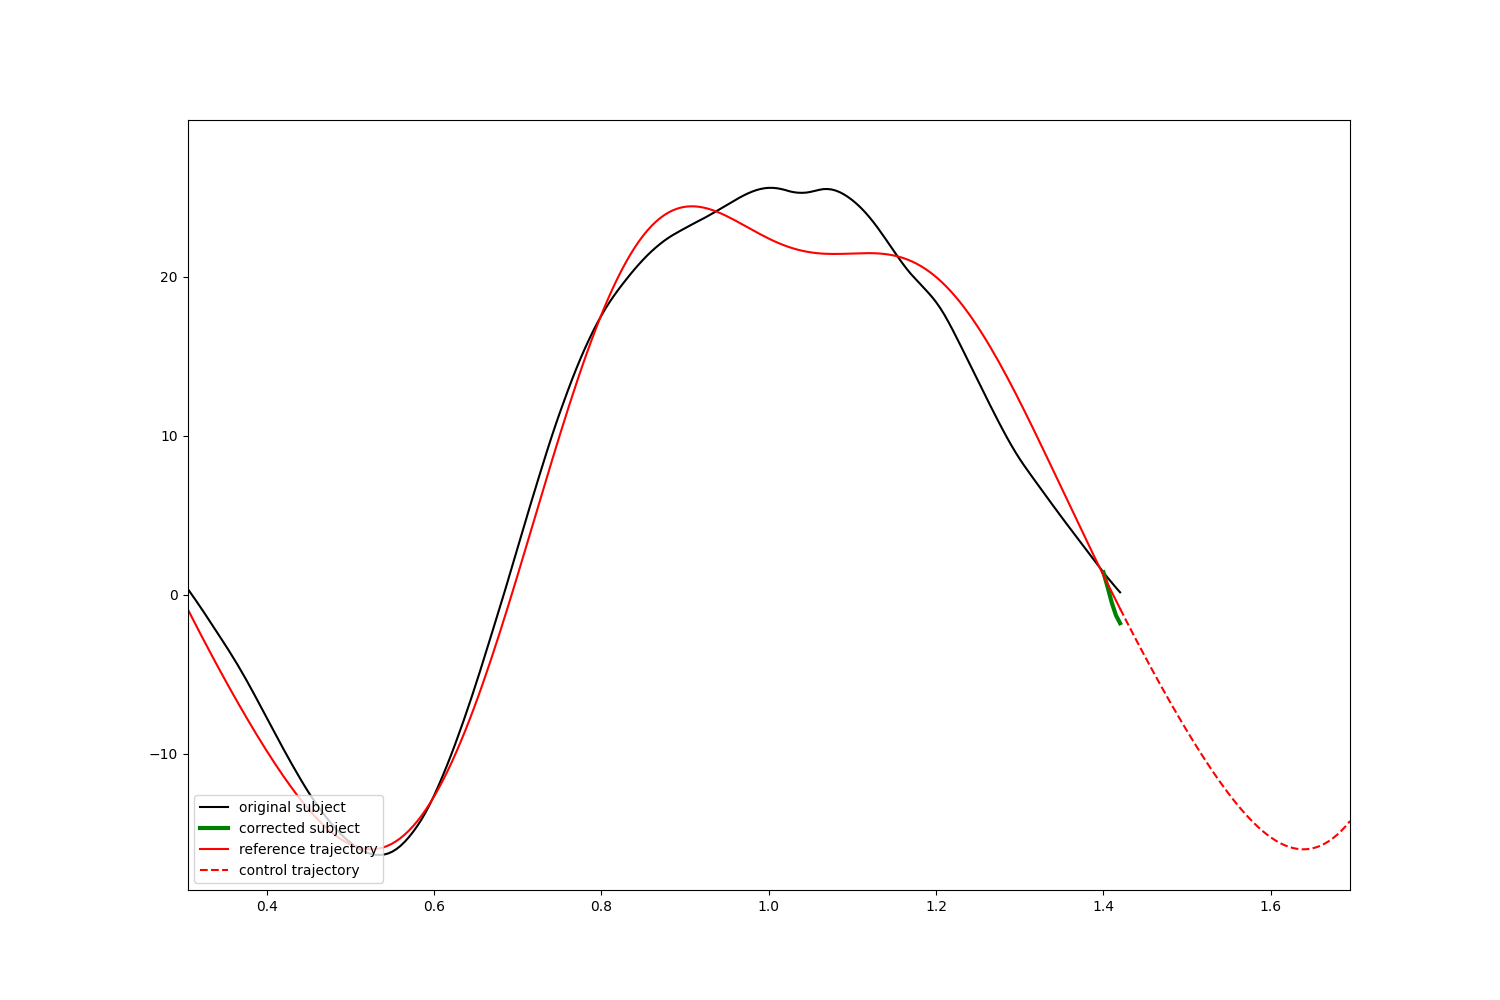 20
10
0
−10
original subject
corrected subject
reference trajectory
control trajectory
0.4 0.6 0.8 1.0 1.2 1.4 1.6